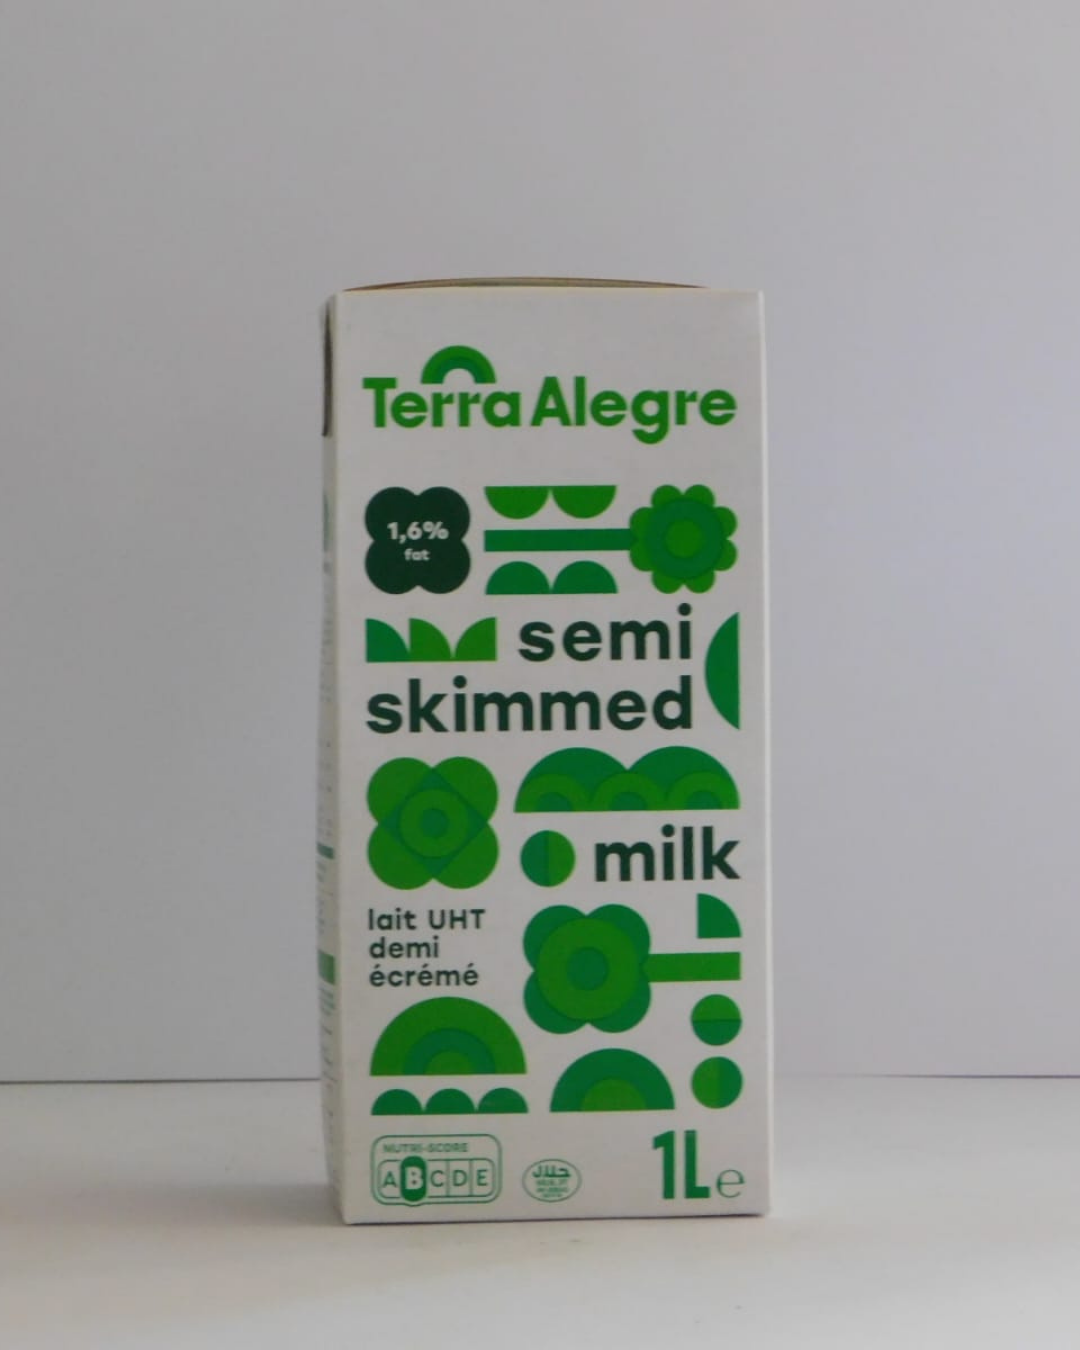 Terra Alegre
1,6%
fat
semi
skimmed
milk
lait UHT
demi
écrémé
NUTRI-SCORE
A B C D E
حلال
1L e